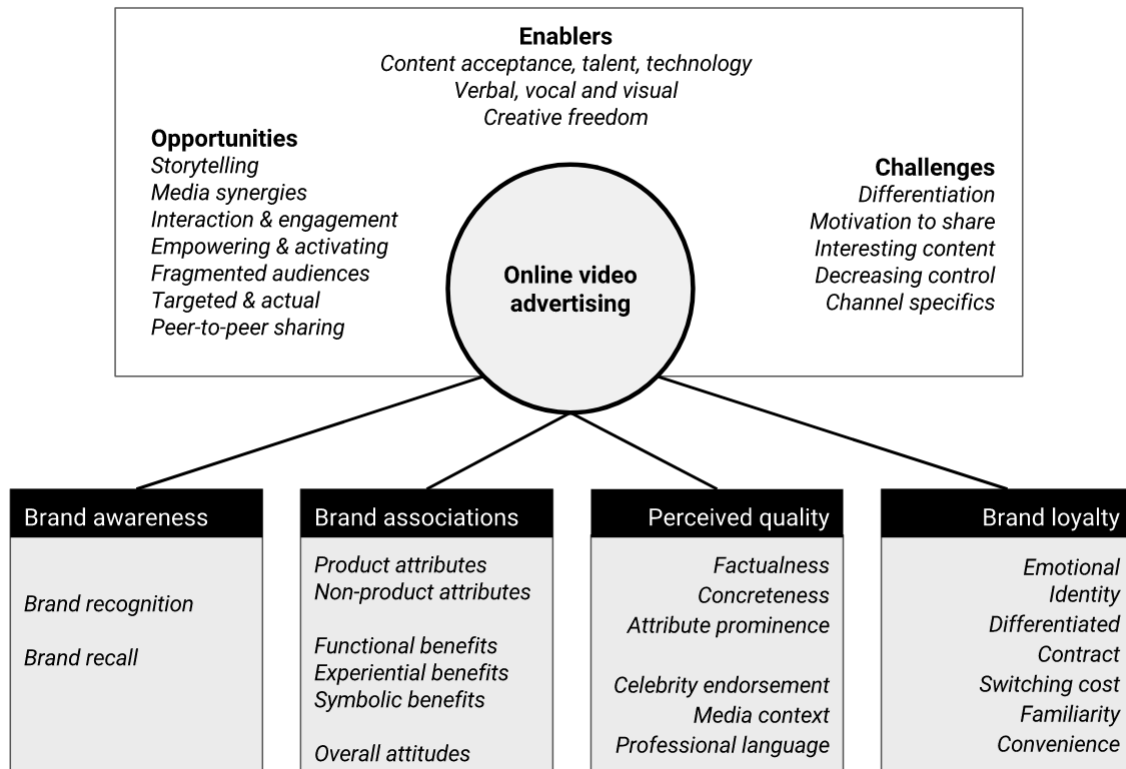 Enablers
Content acceptance, talent, technology
Verbal, vocal and visual
Creative freedom
Opportunities
Storytelling
Media synergies
Interaction & engagement
Empowering & activating
Fragmented audiences
Targeted & actual
Peer-to-peer sharing
Challenges
Differentiation
Motivation to share
Interesting content
Decreasing control
Channel specifics
Online video
advertising
Brand awareness
Brand recognition
Brand recall
Brand associations
Product attributes
Non-product attributes
Functional benefits
Experiential benefits
Symbolic benefits
Overall attitudes
Perceived quality
Factualness
Concreteness
Attribute prominence
Celebrity endorsement
Media context
Professional language
Brand loyalty
Emotional
Identity
Differentiated
Contract
Switching cost
Familiarity
Convenience